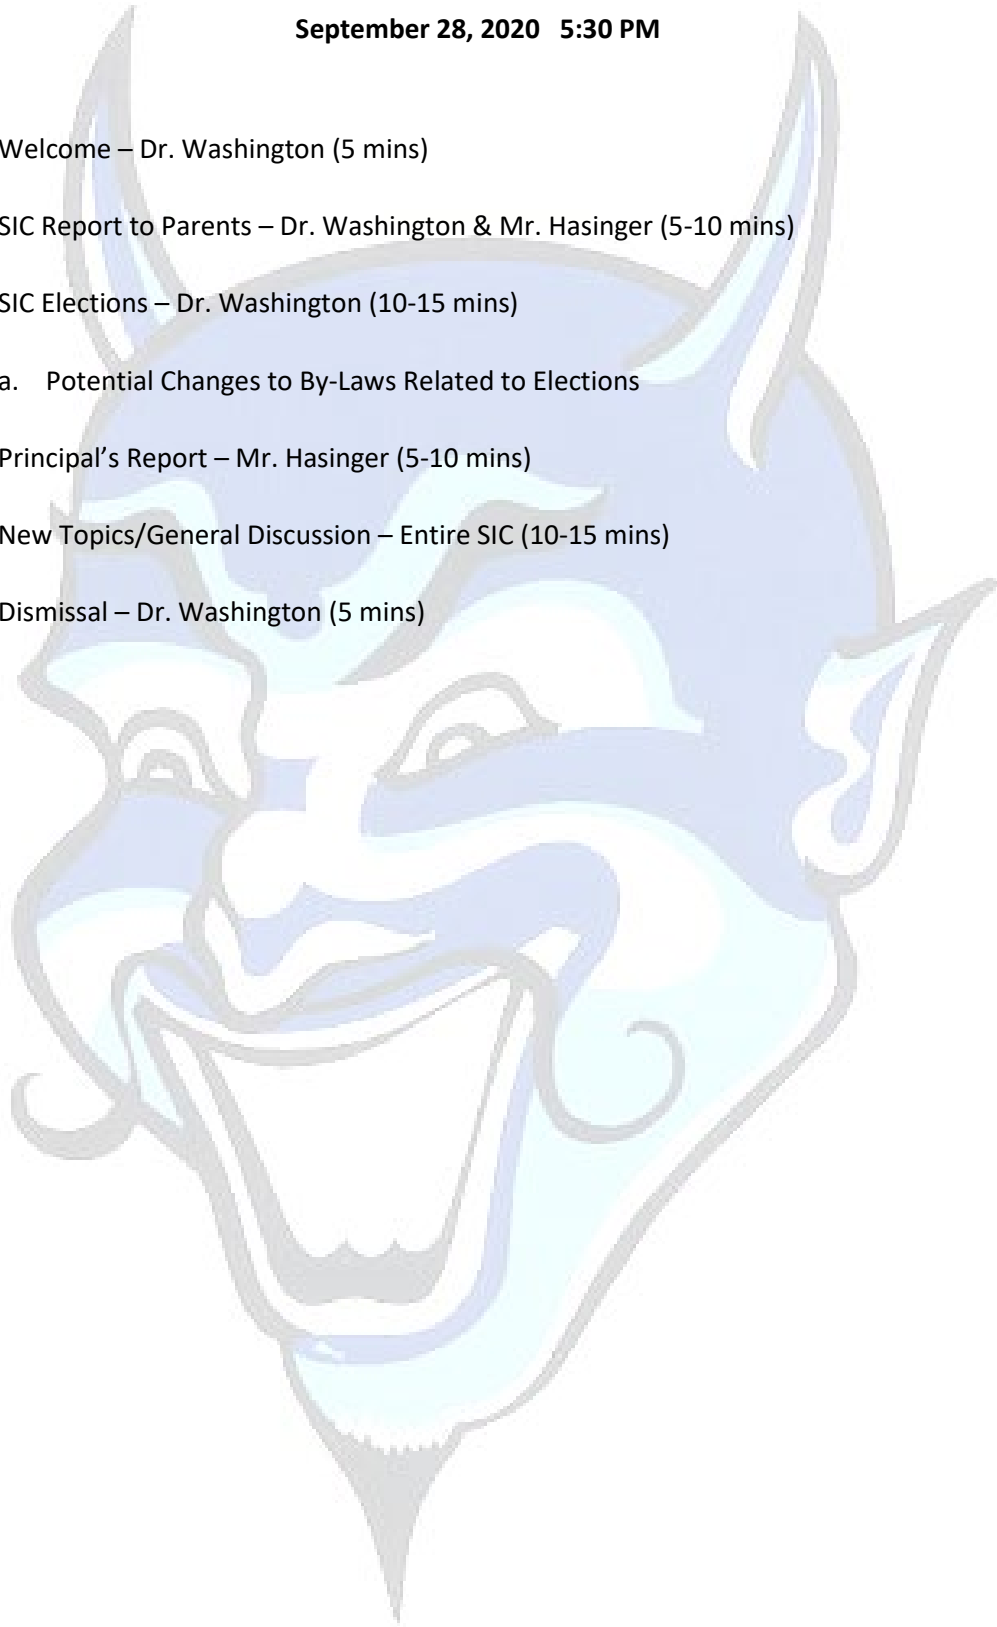 September 28, 2020 5:30 PM
Welcome – Dr. Washington (5 mins)
SIC Report to Parents – Dr. Washington & Mr. Hasinger (5-10 mins)
SIC Elections – Dr. Washington (10-15 mins)
a. Potential Changes to By-Laws Related to Elections
Principal’s Report – Mr. Hasinger (5-10 mins)
New Topics/General Discussion – Entire SIC (10-15 mins)
Dismissal – Dr. Washington (5 mins)